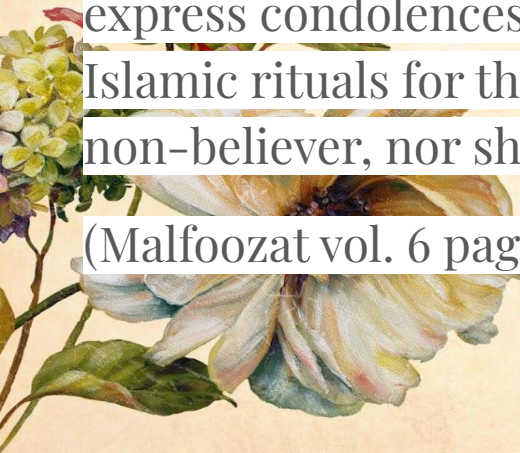 express condolences
Islamic rituals for th
non-believer, nor sh
(Malfoozat vol. 6 pag